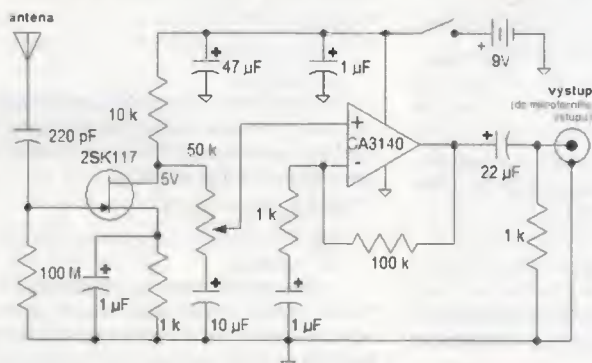 antena
220 pF
2SK117
10 k
5V
50 k
47 µF
1 µF
9V
výstup
CA3140
+
-
22 µF
100 M
1 µF
1 k
10 µF
1 k
1 µF
100 k
1 k